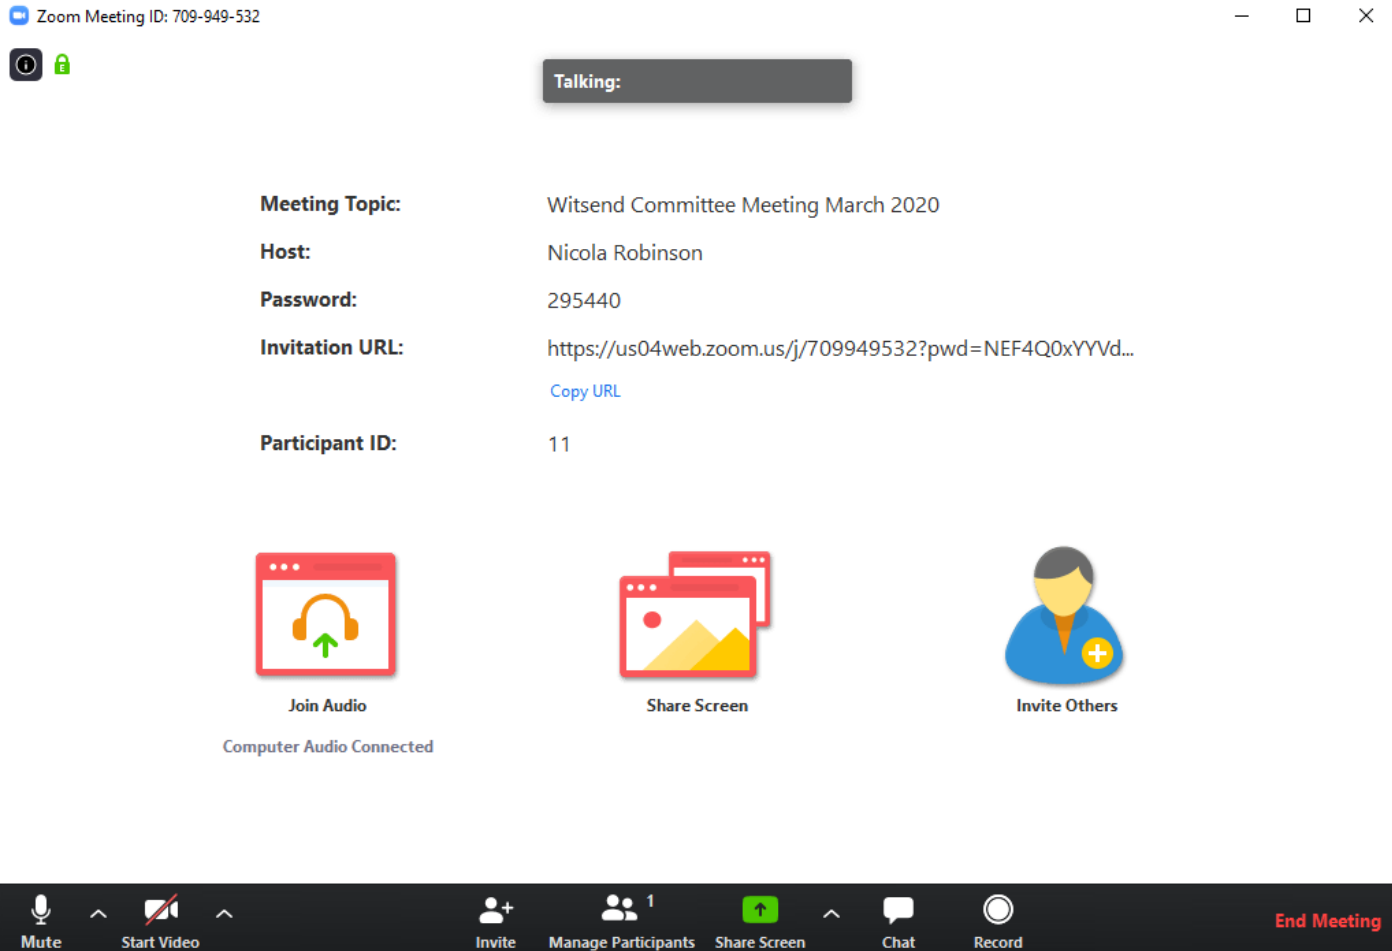 Zoom Meeting ID: 709-949-532
Talking:
Meeting Topic: Witsend Committee Meeting March 2020
Host: Nicola Robinson
Password: 295440
Invitation URL: https://us04web.zoom.us/j/709949532?pwd=NEF4Q0xYYVd...
Copy URL
Participant ID: 11
Join Audio Share Screen Invite Others
Computer Audio Connected
1
Mute Start Video Invite Manage Participants Share Screen Chat Record End Meeting